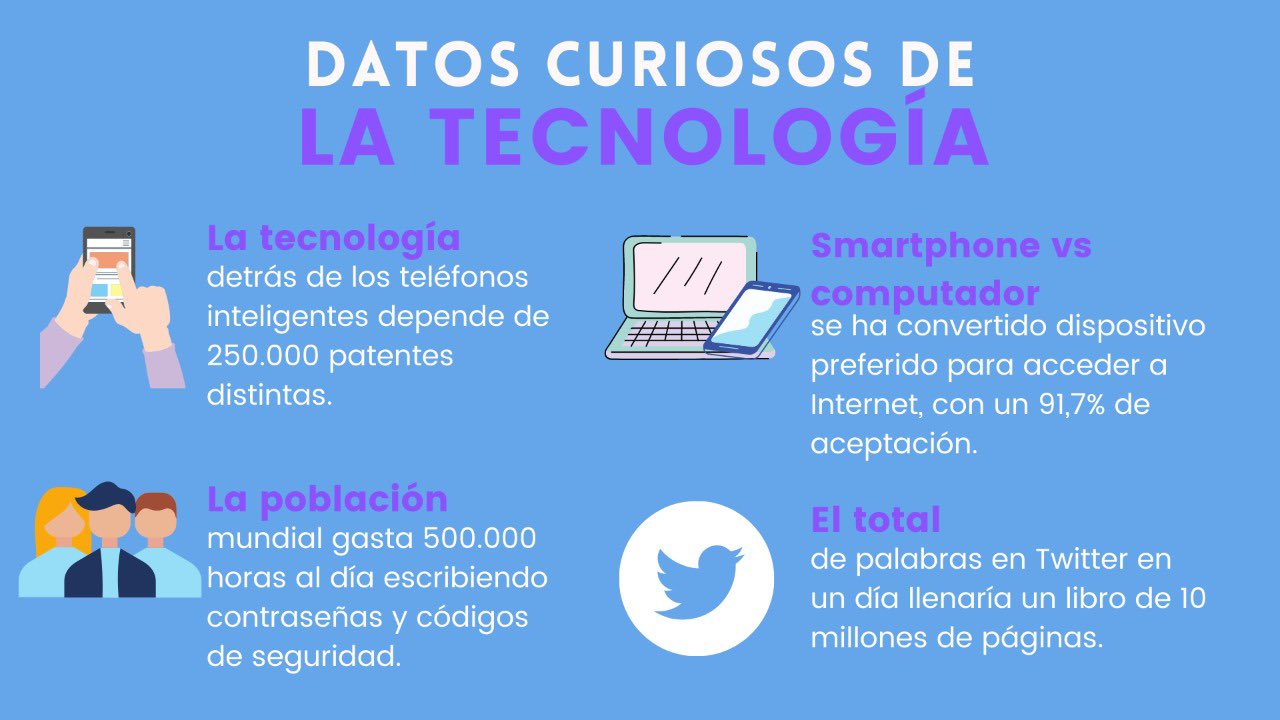 DATOS CURIOSOS DE
LA TECNOLOGÍA
La tecnología
detrás de los teléfonos
inteligentes depende de
250.000 patentes
distintas.
Smartphone vs
computador
se ha convertido dispositivo
preferido para acceder a
Internet, con un 91,7% de
aceptación.
La población
mundial gasta 500.000
horas al día escribiendo
contraseñas y códigos
de seguridad.
El total
de palabras en Twitter en
un día llenaría un libro de 10
millones de páginas.